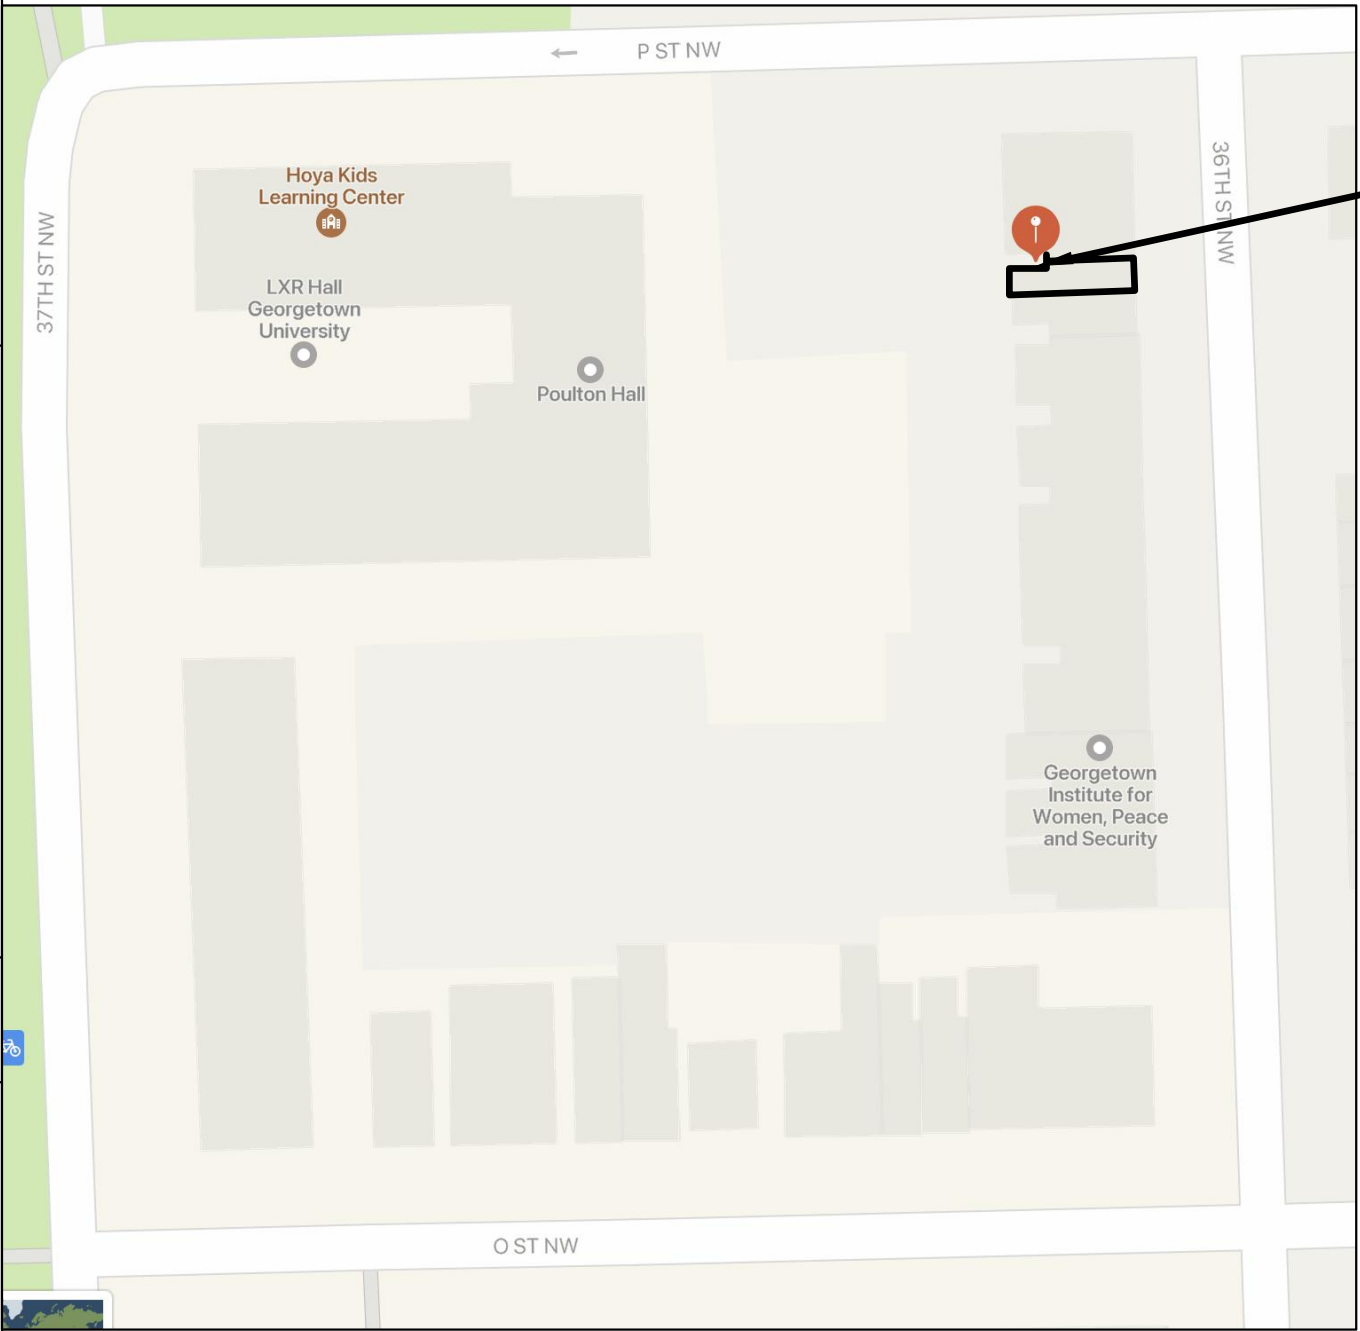 P ST NW
36TH ST NW
Hoya Kids
Learning Center
37TH ST NW
LXR Hall
Georgetown
University
Poulton Hall
Georgetown
Institute for
Women, Peace
and Security
O ST NW